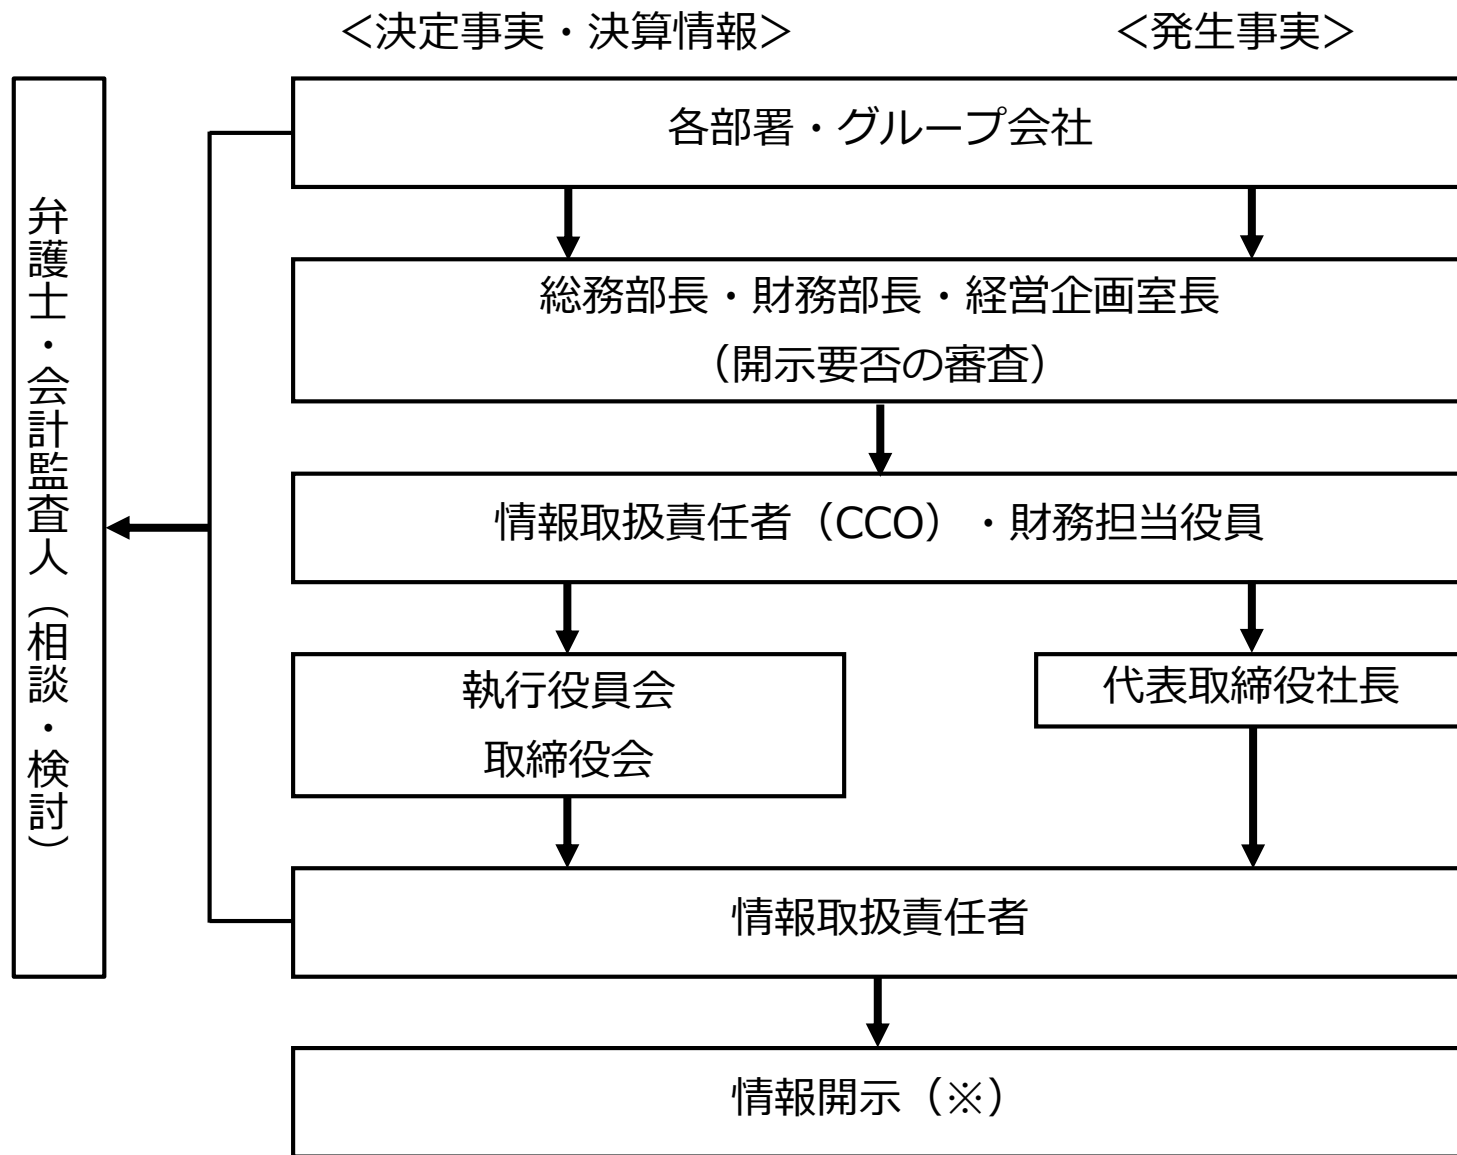 ＜決定事実・決算情報＞
＜発生事実＞
各部署・グループ会社
総務部長・財務部長・経営企画室長
（開示要否の審査）
情報取扱責任者（CCO）・財務担当役員
執行役員会
取締役会
代表取締役社長
情報取扱責任者
情報開示（※）
弁護士・会計監査人（相談・検討）